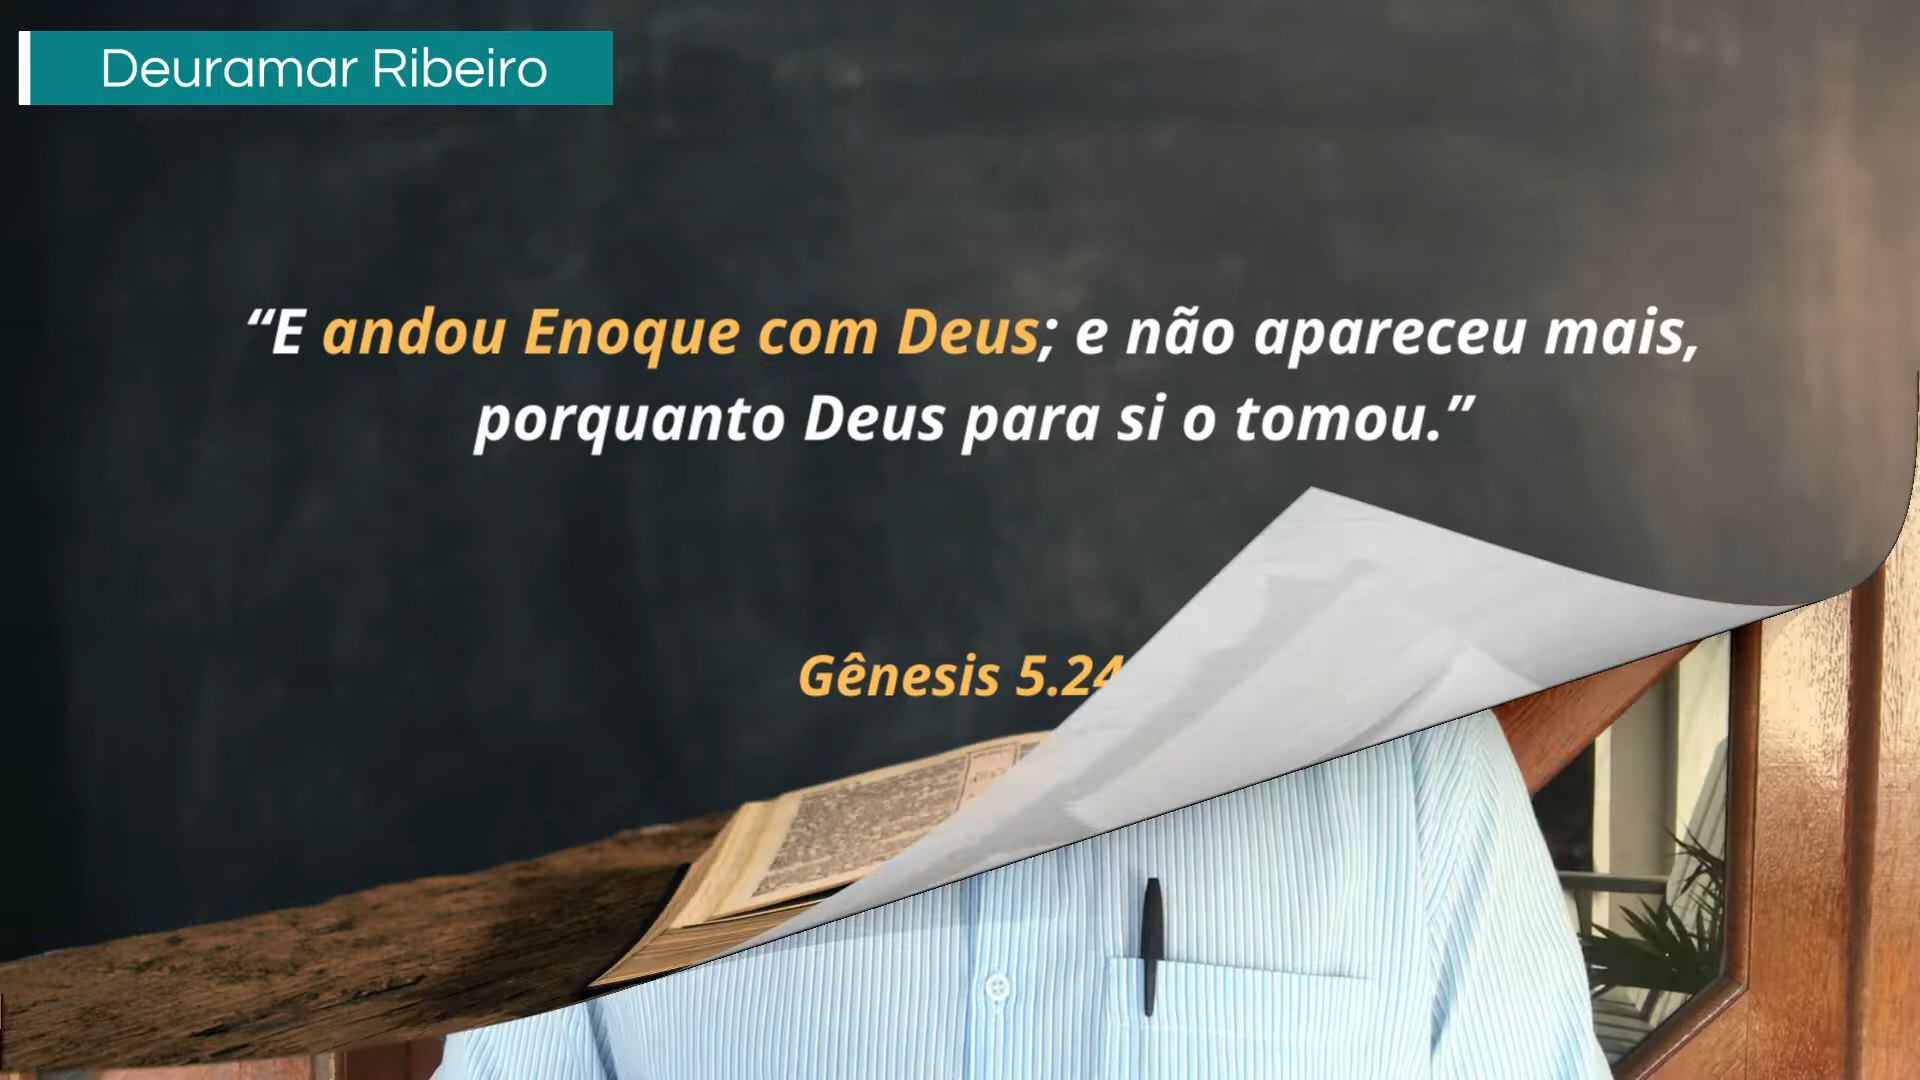 Deuramar Ribeiro
“E andou Enoque com Deus; e não apareceu mais,
porquanto Deus para si o tomou.”
Gênesis 5.24